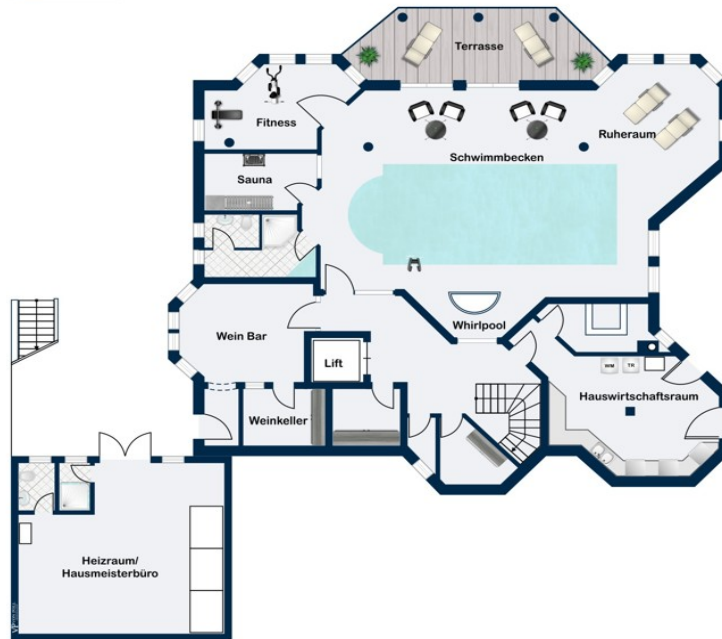 Terrasse
Fitness
Ruheraum
Schwimmbecken
Sauna
Whirlpool
Wein Bar
Lift
WM
TR
Hauswirtschaftsraum
Weinkeller
Heizraum/
Hausmeisterbüro